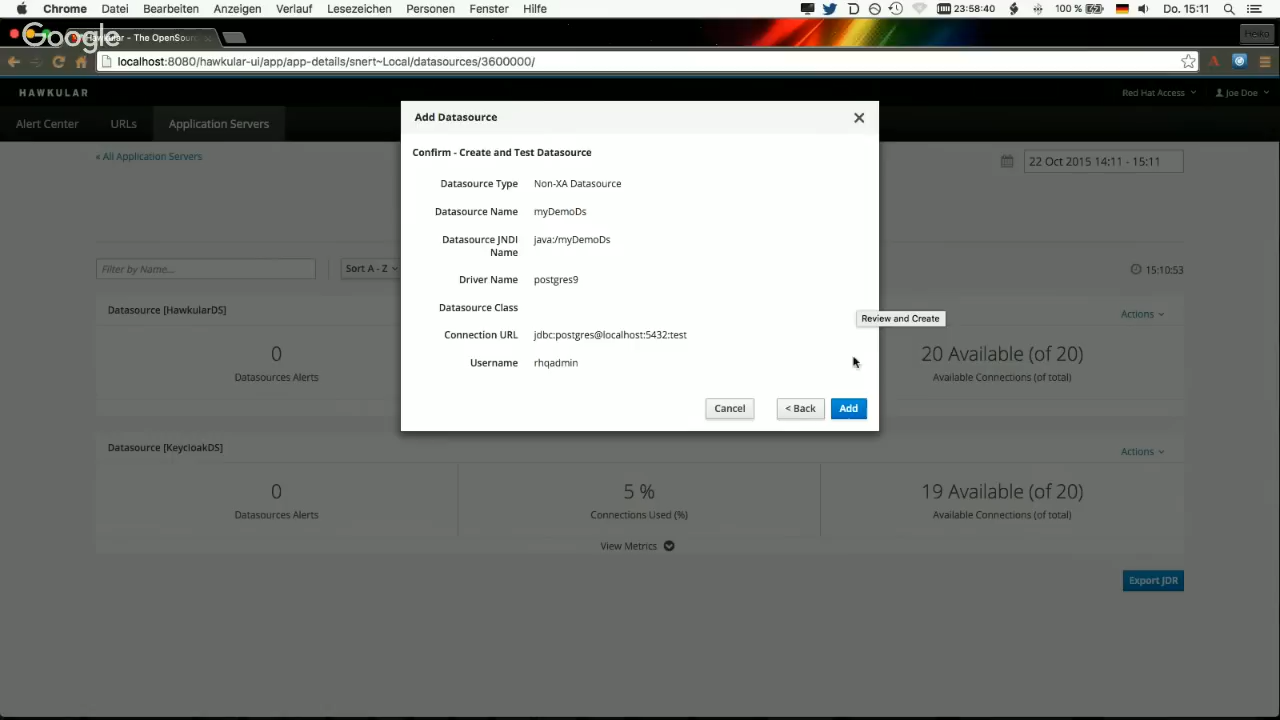 Chrome Datei Bearbeiten Anzeigen Verlauf Lesezeichen Personen Fenster Hilfe 23:58:40 100 % Do. 15:11
Google
Hawkular - The OpenSourc
Heiko
localhost:8080/hawkular-ui/app/app-details/snert~Local/datasources/3600000/
HAWKULAR
Red Hat Access
Joe Doe
Alert Center URLs Application Servers
Add Datasource
« All Application Servers
22 Oct 2015 14:11 - 15:11
Confirm - Create and Test Datasource
Datasource Type Non-XA Datasource
Datasource Name myDemoDs
Datasource JNDI Name java:/myDemoDs
Filter by Name...
Sort A - Z
15:10:53
Driver Name postgres9
Datasource Class
Connection URL jdbc:postgres@localhost:5432:test
Username rhqadmin
Cancel < Back Add
Review and Create
Datasource [HawkularDS]
Actions
0
Datasources Alerts
20 Available (of 20)
Available Connections (of total)
Datasource [KeycloakDS]
Actions
0
Datasources Alerts
5 %
Connections Used (%)
19 Available (of 20)
Available Connections (of total)
View Metrics
Export JDR